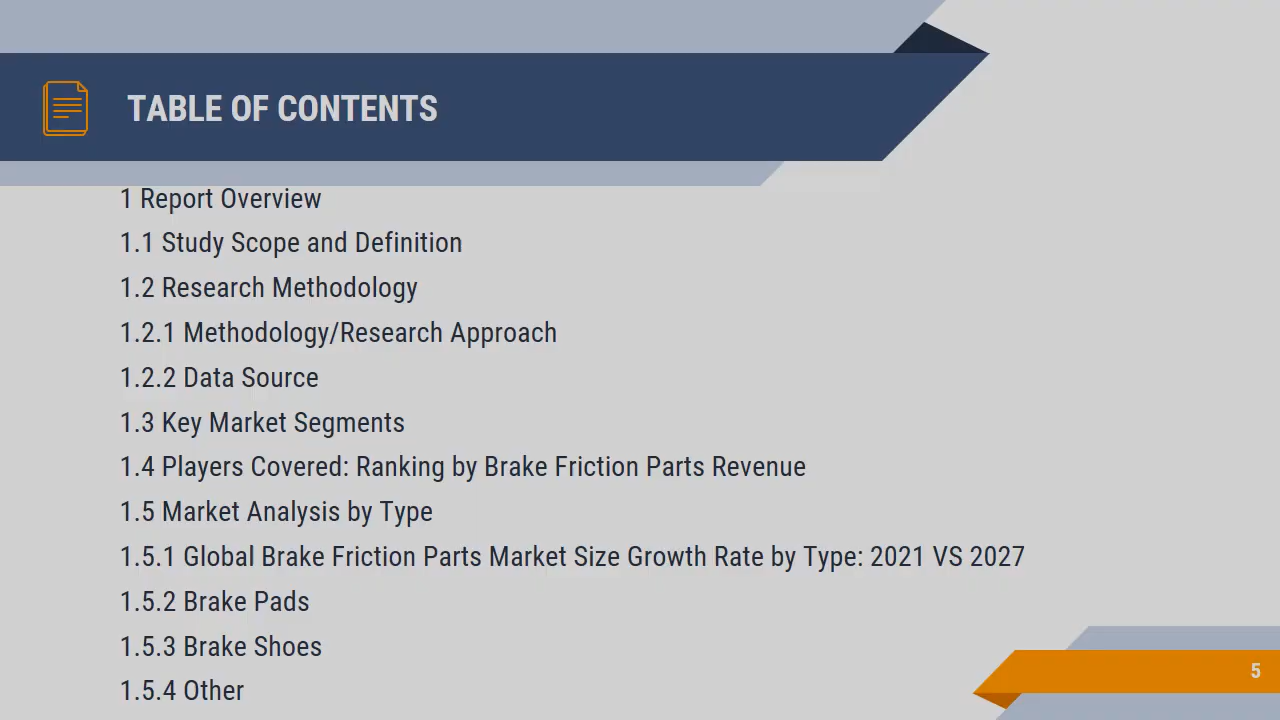 TABLE OF CONTENTS
1 Report Overview
1.1 Study Scope and Definition
1.2 Research Methodology
1.2.1 Methodology/Research Approach
1.2.2 Data Source
1.3 Key Market Segments
1.4 Players Covered: Ranking by Brake Friction Parts Revenue
1.5 Market Analysis by Type
1.5.1 Global Brake Friction Parts Market Size Growth Rate by Type: 2021 VS 2027
1.5.2 Brake Pads
1.5.3 Brake Shoes
1.5.4 Other
5